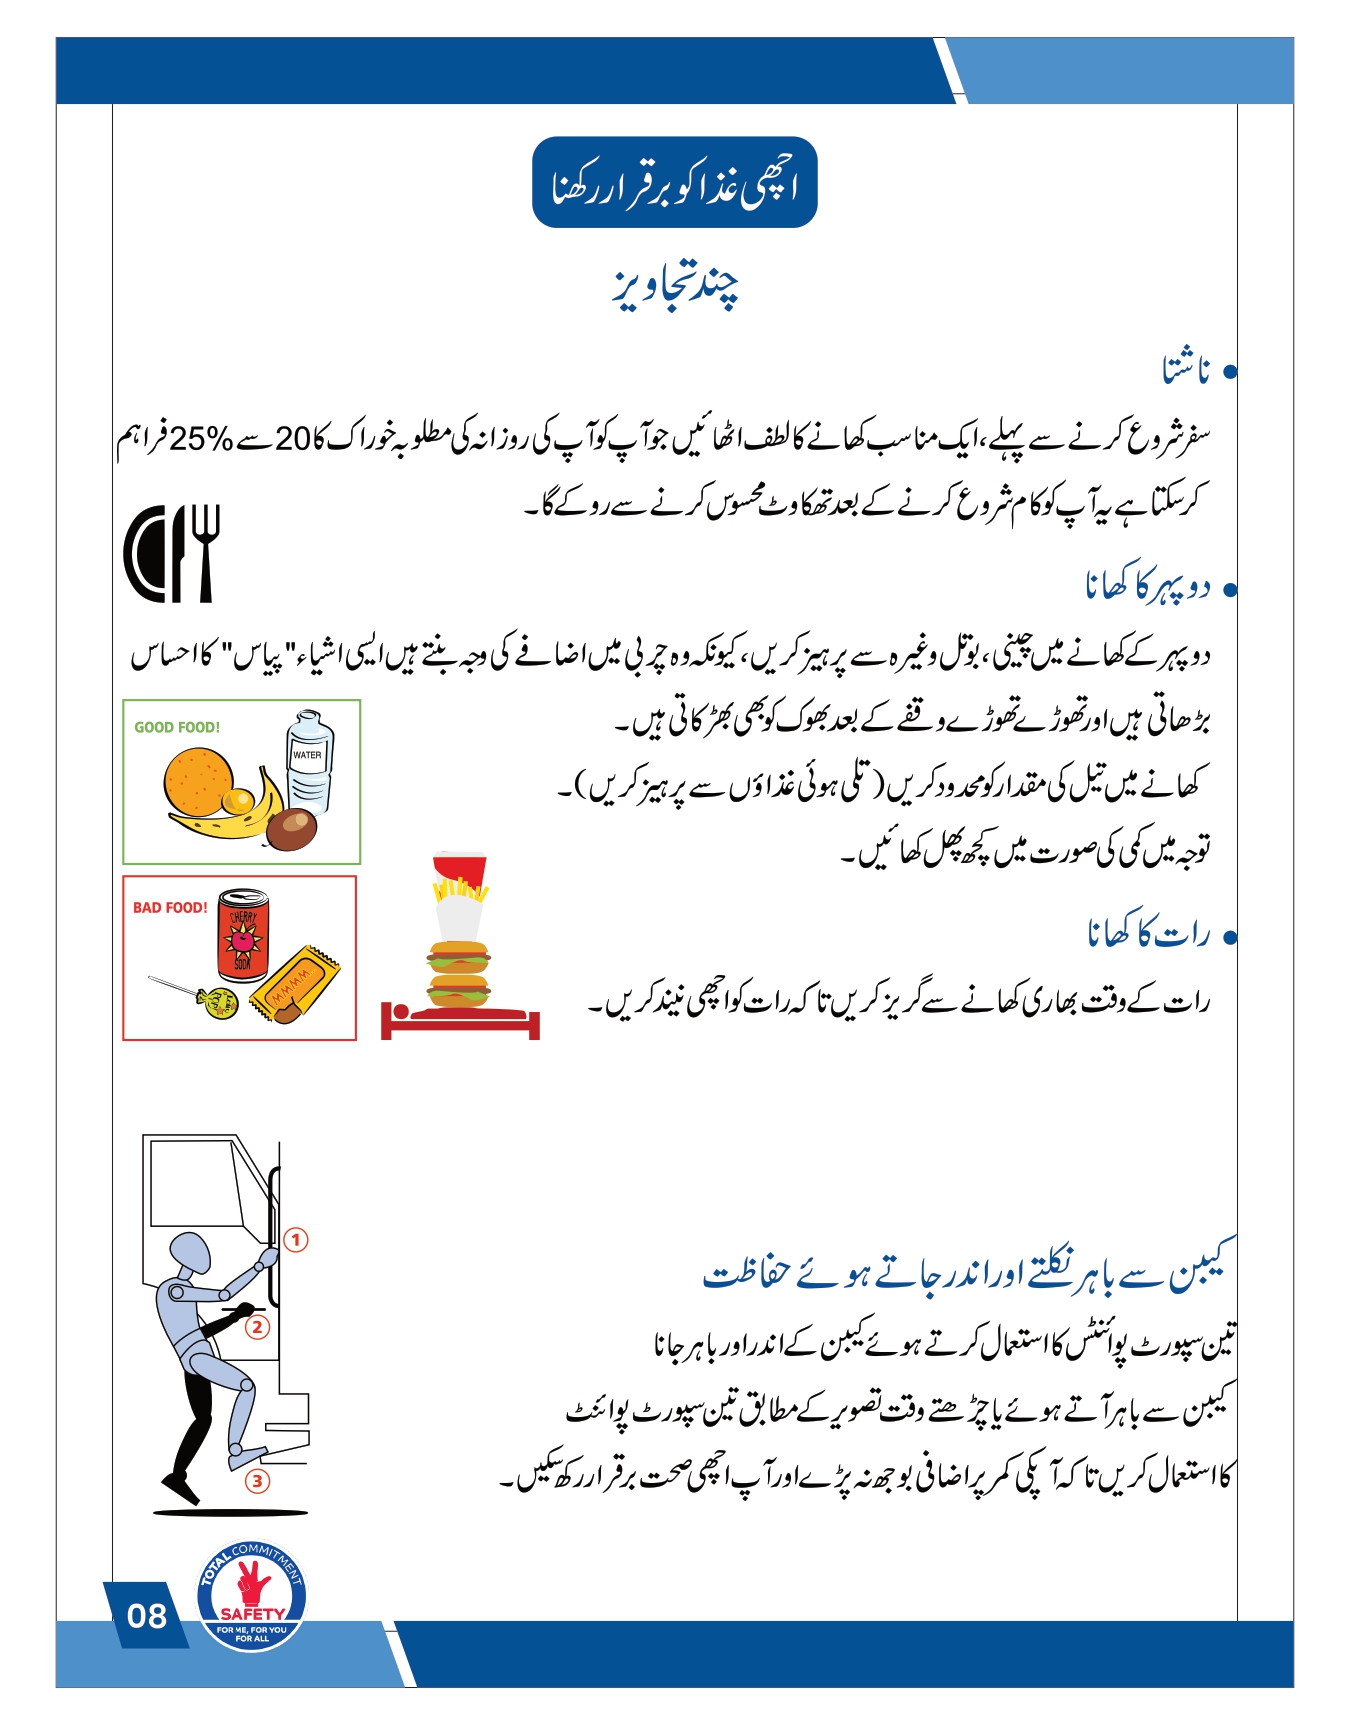 اچھی غذا کو برقرار رکھنا
چند تجاویز
• ناشتا
سفر شروع کرنے سے پہلے، ایک مناسب کھانے کا لطف اٹھائیں جو آپ کو آپ کی روزانہ کی مطلوبہ خوراک کا 20 سے %25 فراہم
کرسکتا ہے یہ آپ کو کام شروع کرنے کے بعد تھکاوٹ محسوس کرنے سے روکے گا۔
• دوپہر کا کھانا
دوپہر کے کھانے میں چینی، بوتل وغیرہ سے پرہیز کریں، کیونکہ وہ چربی میں اضافے کی وجہ بنتے ہیں ایسی اشیاء "پیاس" کا احساس
بڑھاتی ہیں اور تھوڑے تھوڑے وقفے کے بعد بھوک کو بھی بھڑکاتی ہیں۔
کھانے میں تیل کی مقدار کو محدود کریں (تلی ہوئی غذاؤں سے پرہیز کریں)۔
توجہ میں کمی کی صورت میں کچھ پھل کھائیں۔
GOOD FOOD!
WATER
BAD FOOD!
CHERRY
SODA
WWWW
• رات کا کھانا
رات کے وقت بھاری کھانے سے گریز کریں تا کہ رات کو اچھی نیند کریں۔
1
2
3
کیبن سے باہر نکلتے اور اندر جاتے ہوئے حفاظت
تین سپورٹ پوائنٹس کا استعمال کرتے ہوئے کیبن کے اندر اور باہر جانا
کیبن سے باہر آتے ہوئے یا چڑھتے وقت تصویر کے مطابق تین سپورٹ پوائنٹ
کا استعمال کریں تا کہ آپکی کمر پر اضافی بوجھ نہ پڑے اور آپ اچھی صحت برقرار رکھ سکیں۔
TOTAL COMMITMENT
SAFETY
FOR ME, FOR YOU
FOR ALL
08